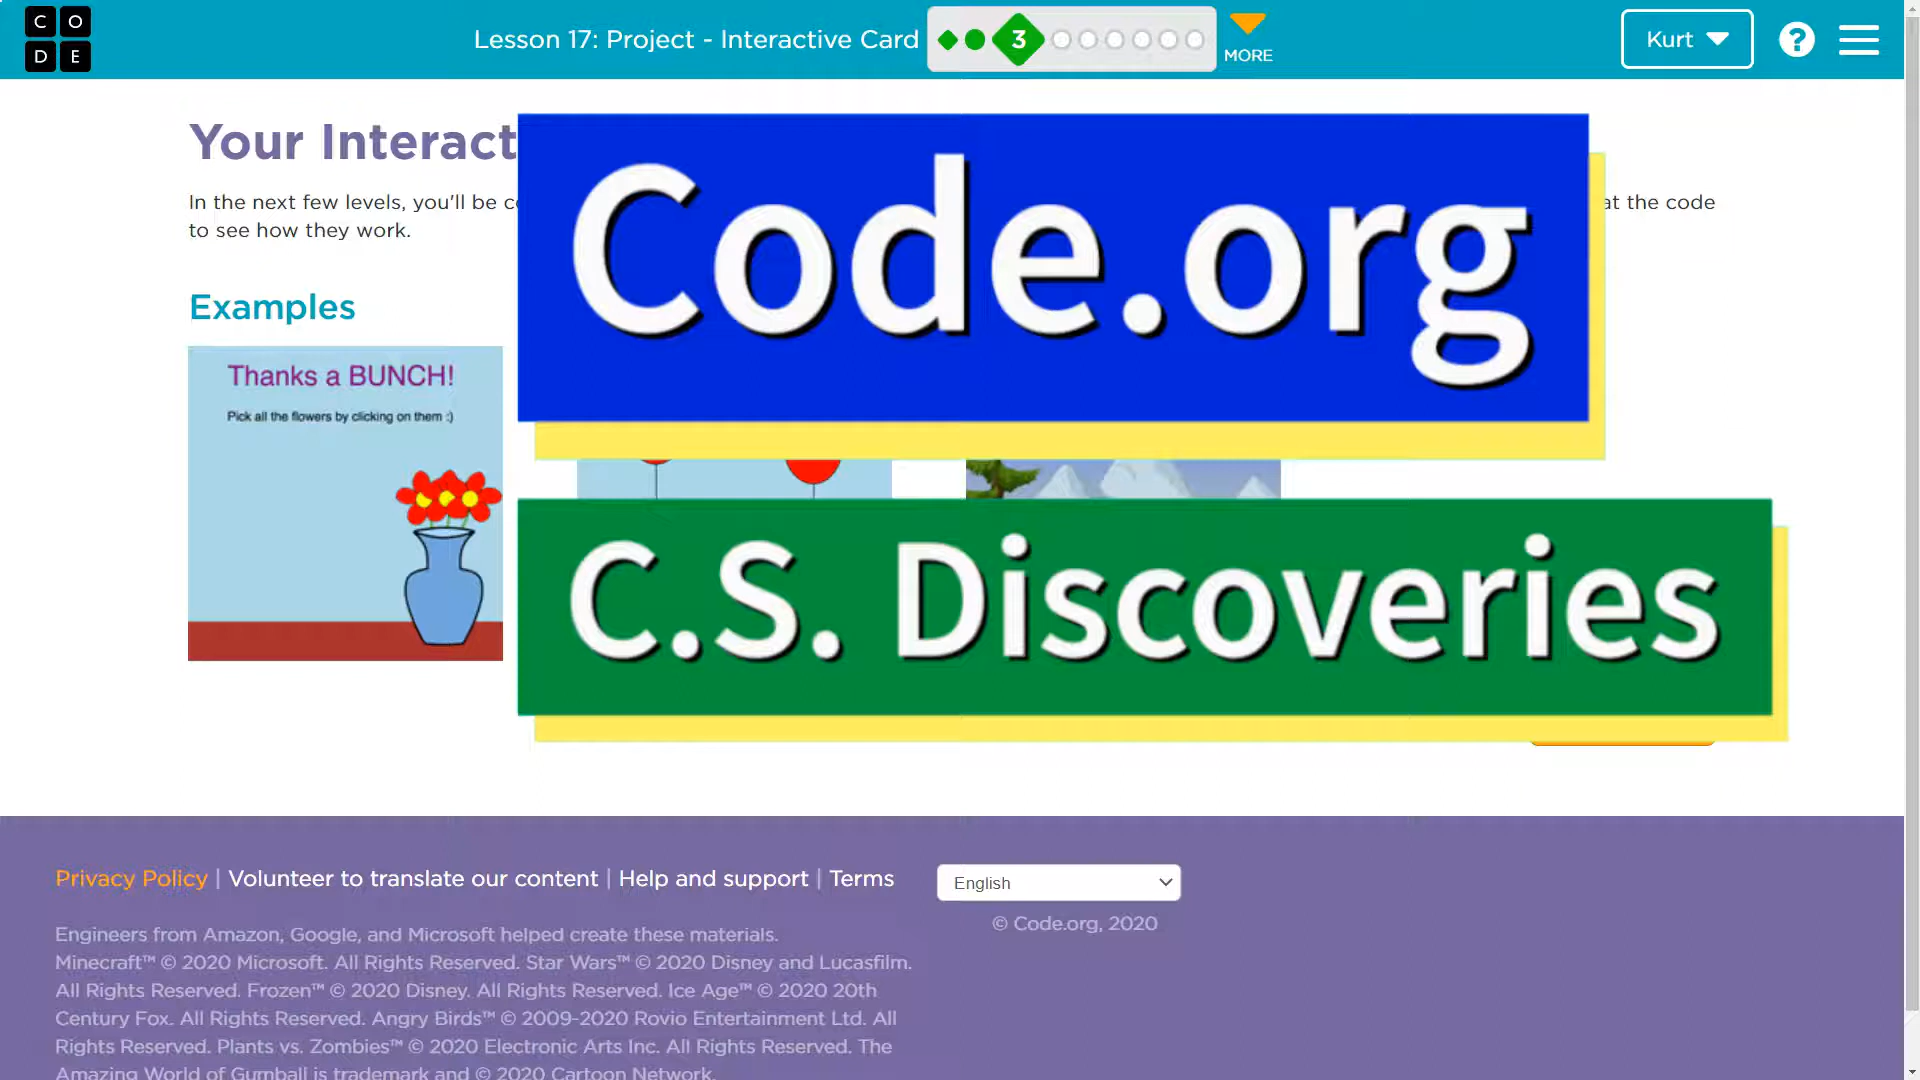 CODE
Lesson 17: Project - Interactive Card
3
MORE
Kurt
?
Your Interact
In the next few levels, you'll be
at the code
to see how they work.
Code.org
Examples
Thanks a BUNCH!
Pick all the flowers by clicking on them :)
C.S. Discoveries
Privacy Policy | Volunteer to translate our content | Help and support | Terms
English
© Code.org, 2020
Engineers from Amazon, Google, and Microsoft helped create these materials.
Minecraft™ © 2020 Microsoft. All Rights Reserved. Star Wars™ © 2020 Disney and Lucasfilm.
All Rights Reserved. Frozen™ © 2020 Disney. All Rights Reserved. Ice Age™ © 2020 20th
Century Fox. All Rights Reserved. Angry Birds™ © 2009-2020 Rovio Entertainment Ltd. All
Rights Reserved. Plants vs. Zombies™ © 2020 Electronic Arts Inc. All Rights Reserved. The
Amazing World of Gumball is trademark and © 2020 Cartoon Network.